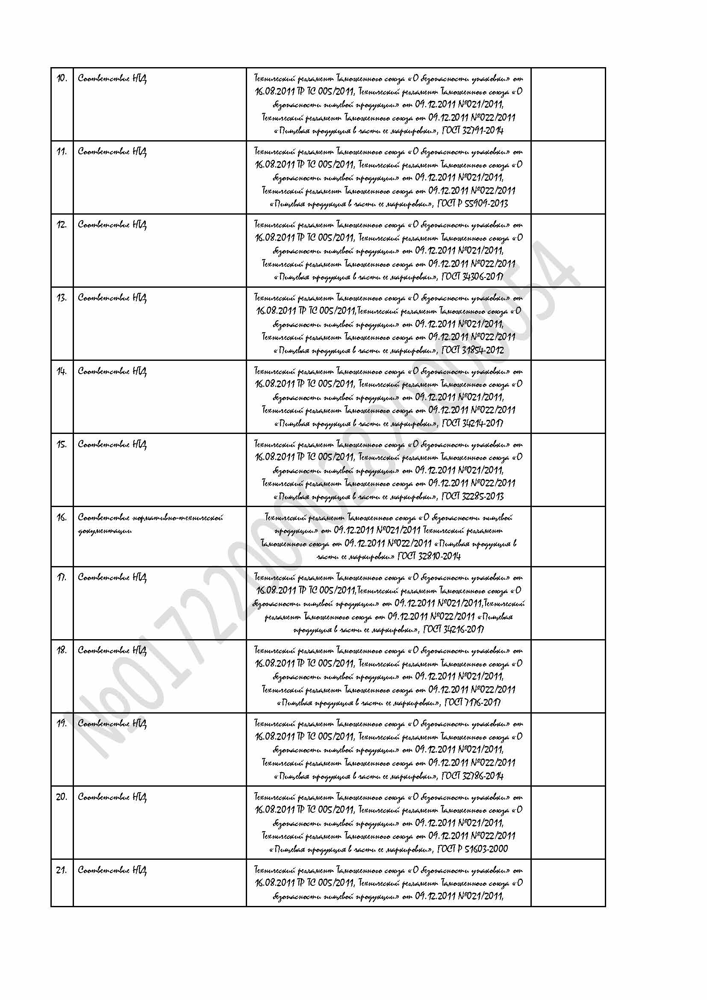 10. Соответствие НТД
Технический регламент Таможенного союза «О безопасности упаковки» от
16.08.2011 ТР ТС 005/2011, Технический регламент Таможенного союза «О
безопасности пищевой продукции» от 09.12.2011 №021/2011,
Технический регламент Таможенного союза от 09.12.2011 №022/2011
«Пищевая продукция в части ее маркировки», ГОСТ 32791-2014
11. Соответствие НТД
Технический регламент Таможенного союза «О безопасности упаковки» от
16.08.2011 ТР ТС 005/2011, Технический регламент Таможенного союза «О
безопасности пищевой продукции» от 09.12.2011 №021/2011,
Технический регламент Таможенного союза от 09.12.2011 №022/2011
«Пищевая продукция в части ее маркировки», ГОСТ Р 55909-2013
12. Соответствие НТД
Технический регламент Таможенного союза «О безопасности упаковки» от
16.08.2011 ТР ТС 005/2011, Технический регламент Таможенного союза «О
безопасности пищевой продукции» от 09.12.2011 №021/2011,
Технический регламент Таможенного союза от 09.12.2011 №022/2011
«Пищевая продукция в части ее маркировки», ГОСТ 34306-2017
13. Соответствие НТД
Технический регламент Таможенного союза «О безопасности упаковки» от
16.08.2011 ТР ТС 005/2011,Технический регламент Таможенного союза «О
безопасности пищевой продукции» от 09.12.2011 №021/2011,
Технический регламент Таможенного союза от 09.12.2011 №022/2011
«Пищевая продукция в части ее маркировки», ГОСТ 31854-2012
14. Соответствие НТД
Технический регламент Таможенного союза «О безопасности упаковки» от
16.08.2011 ТР ТС 005/2011, Технический регламент Таможенного союза «О
безопасности пищевой продукции» от 09.12.2011 №021/2011,
Технический регламент Таможенного союза от 09.12.2011 №022/2011
«Пищевая продукция в части ее маркировки», ГОСТ 34214-2017
15. Соответствие НТД
Технический регламент Таможенного союза «О безопасности упаковки» от
16.08.2011 ТР ТС 005/2011, Технический регламент Таможенного союза «О
безопасности пищевой продукции» от 09.12.2011 №021/2011,
Технический регламент Таможенного союза от 09.12.2011 №022/2011
«Пищевая продукция в части ее маркировки», ГОСТ 32285-2013
16. Соответствие нормативно-технической
документации
Технический регламент Таможенного союза «О безопасности пищевой
продукции» от 09.12.2011 №021/2011 Технический регламент
Таможенного союза от 09.12.2011 №022/2011 «Пищевая продукция в
части ее маркировки» ГОСТ 32810-2014
17. Соответствие НТД
Технический регламент Таможенного союза «О безопасности упаковки» от
16.08.2011 ТР ТС 005/2011,Технический регламент Таможенного союза «О
безопасности пищевой продукции» от 09.12.2011 №021/2011,Технический
регламент Таможенного союза от 09.12.2011 №022/2011 «Пищевая
продукция в части ее маркировки», ГОСТ 34216-2017
18. Соответствие НТД
Технический регламент Таможенного союза «О безопасности упаковки» от
16.08.2011 ТР ТС 005/2011, Технический регламент Таможенного союза «О
безопасности пищевой продукции» от 09.12.2011 №021/2011,
Технический регламент Таможенного союза от 09.12.2011 №022/2011
«Пищевая продукция в части ее маркировки», ГОСТ 7176-2017
19. Соответствие НТД
Технический регламент Таможенного союза «О безопасности упаковки» от
16.08.2011 ТР ТС 005/2011, Технический регламент Таможенного союза «О
безопасности пищевой продукции» от 09.12.2011 №021/2011,
Технический регламент Таможенного союза от 09.12.2011 №022/2011
«Пищевая продукция в части ее маркировки», ГОСТ 32786-2014
20. Соответствие НТД
Технический регламент Таможенного союза «О безопасности упаковки» от
16.08.2011 ТР ТС 005/2011, Технический регламент Таможенного союза «О
безопасности пищевой продукции» от 09.12.2011 №021/2011,
Технический регламент Таможенного союза от 09.12.2011 №022/2011
«Пищевая продукция в части ее маркировки», ГОСТ Р 51603-2000
21. Соответствие НТД
Технический регламент Таможенного союза «О безопасности упаковки» от
16.08.2011 ТР ТС 005/2011, Технический регламент Таможенного союза «О
безопасности пищевой продукции» от 09.12.2011 №021/2011,